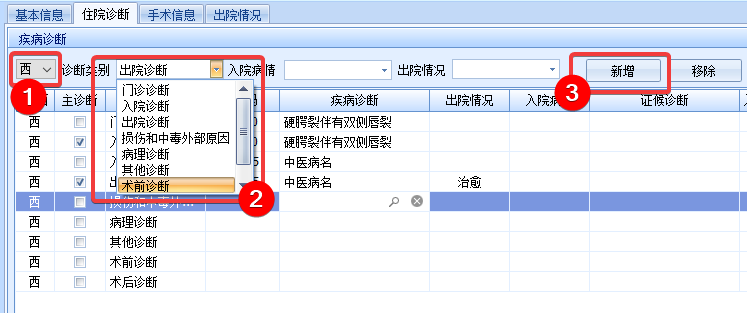 基本信息 住院诊断 手术信息 出院情况
疾病诊断
西 诊断类别 出院诊断 入院病情 出院情况 新增 移除
1 2 3
门诊诊断
入院诊断
出院诊断
损伤和中毒外部原因
病理诊断
其他诊断
术前诊断
主诊断 疾病诊断 出院情况 入院病 证候诊断
西 门 0 硬腭裂伴有双侧唇裂
西 入 0 硬腭裂伴有双侧唇裂
西 入 5 中医病名
西 出 5 中医病名 治愈
西 损伤和中毒外...
西 病理诊断
西 其他诊断
西 术前诊断
西 术后诊断